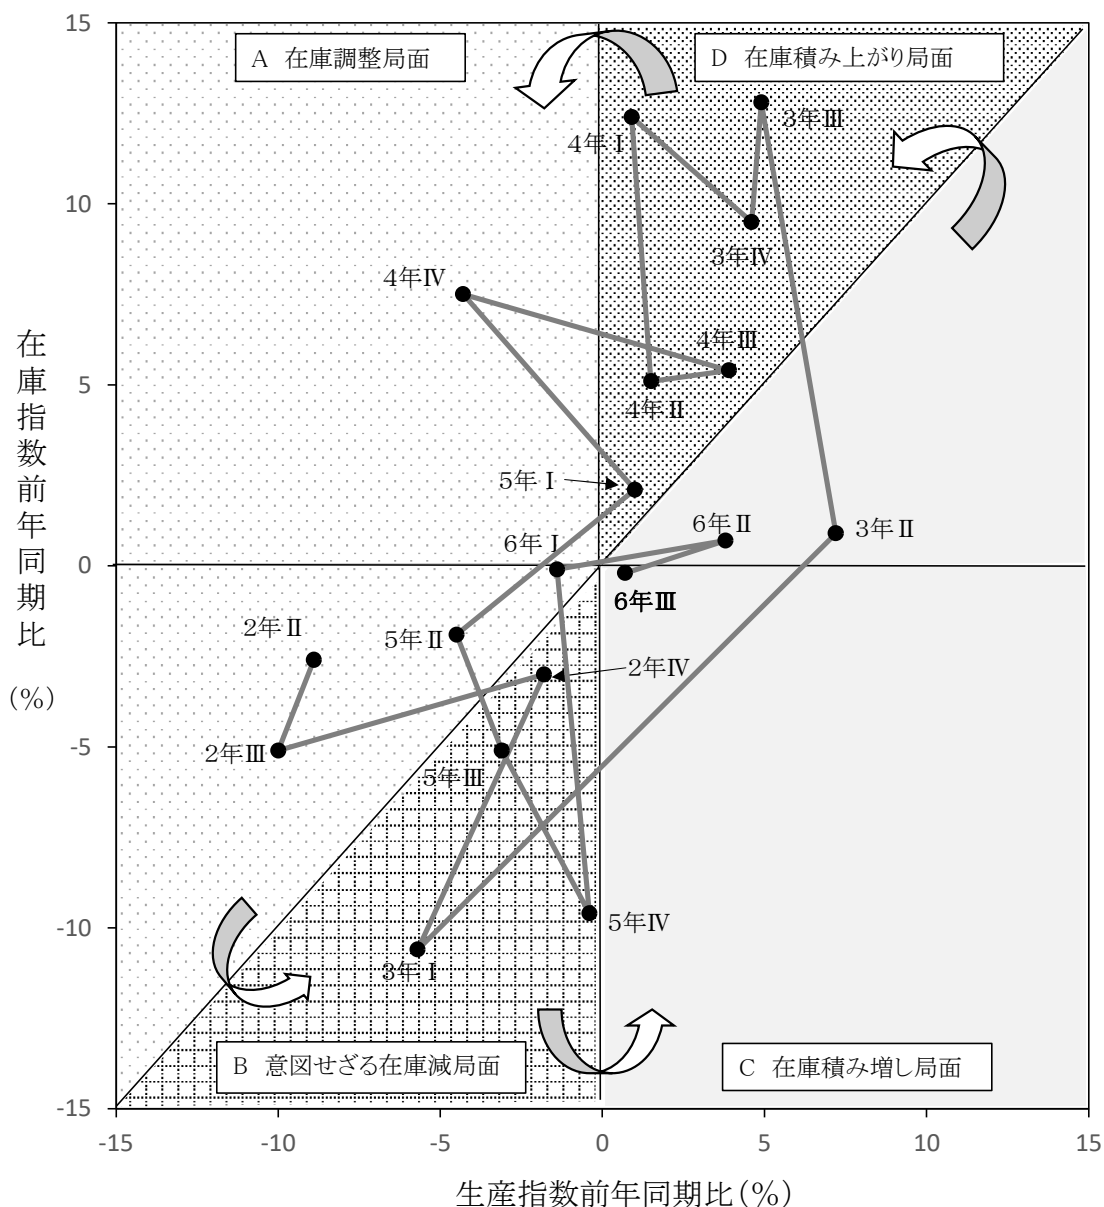 15
A 在庫調整局面
D 在庫積み上がり局面
3年Ⅲ
4年Ⅰ
10
3年Ⅳ
4年Ⅳ
4年Ⅲ
5
4年Ⅱ
5年Ⅰ
6年Ⅱ
3年Ⅱ
6年Ⅰ
0
6年Ⅲ
2年Ⅱ
5年Ⅱ
2年Ⅳ
2年Ⅲ
-5
5年Ⅲ
5年Ⅳ
-10
3年Ⅰ
B 意図せざる在庫減局面
C 在庫積み増し局面
-15
-15 -10 -5 0 5 10 15
在庫指数前年同期比
(%)
生産指数前年同期比(%)